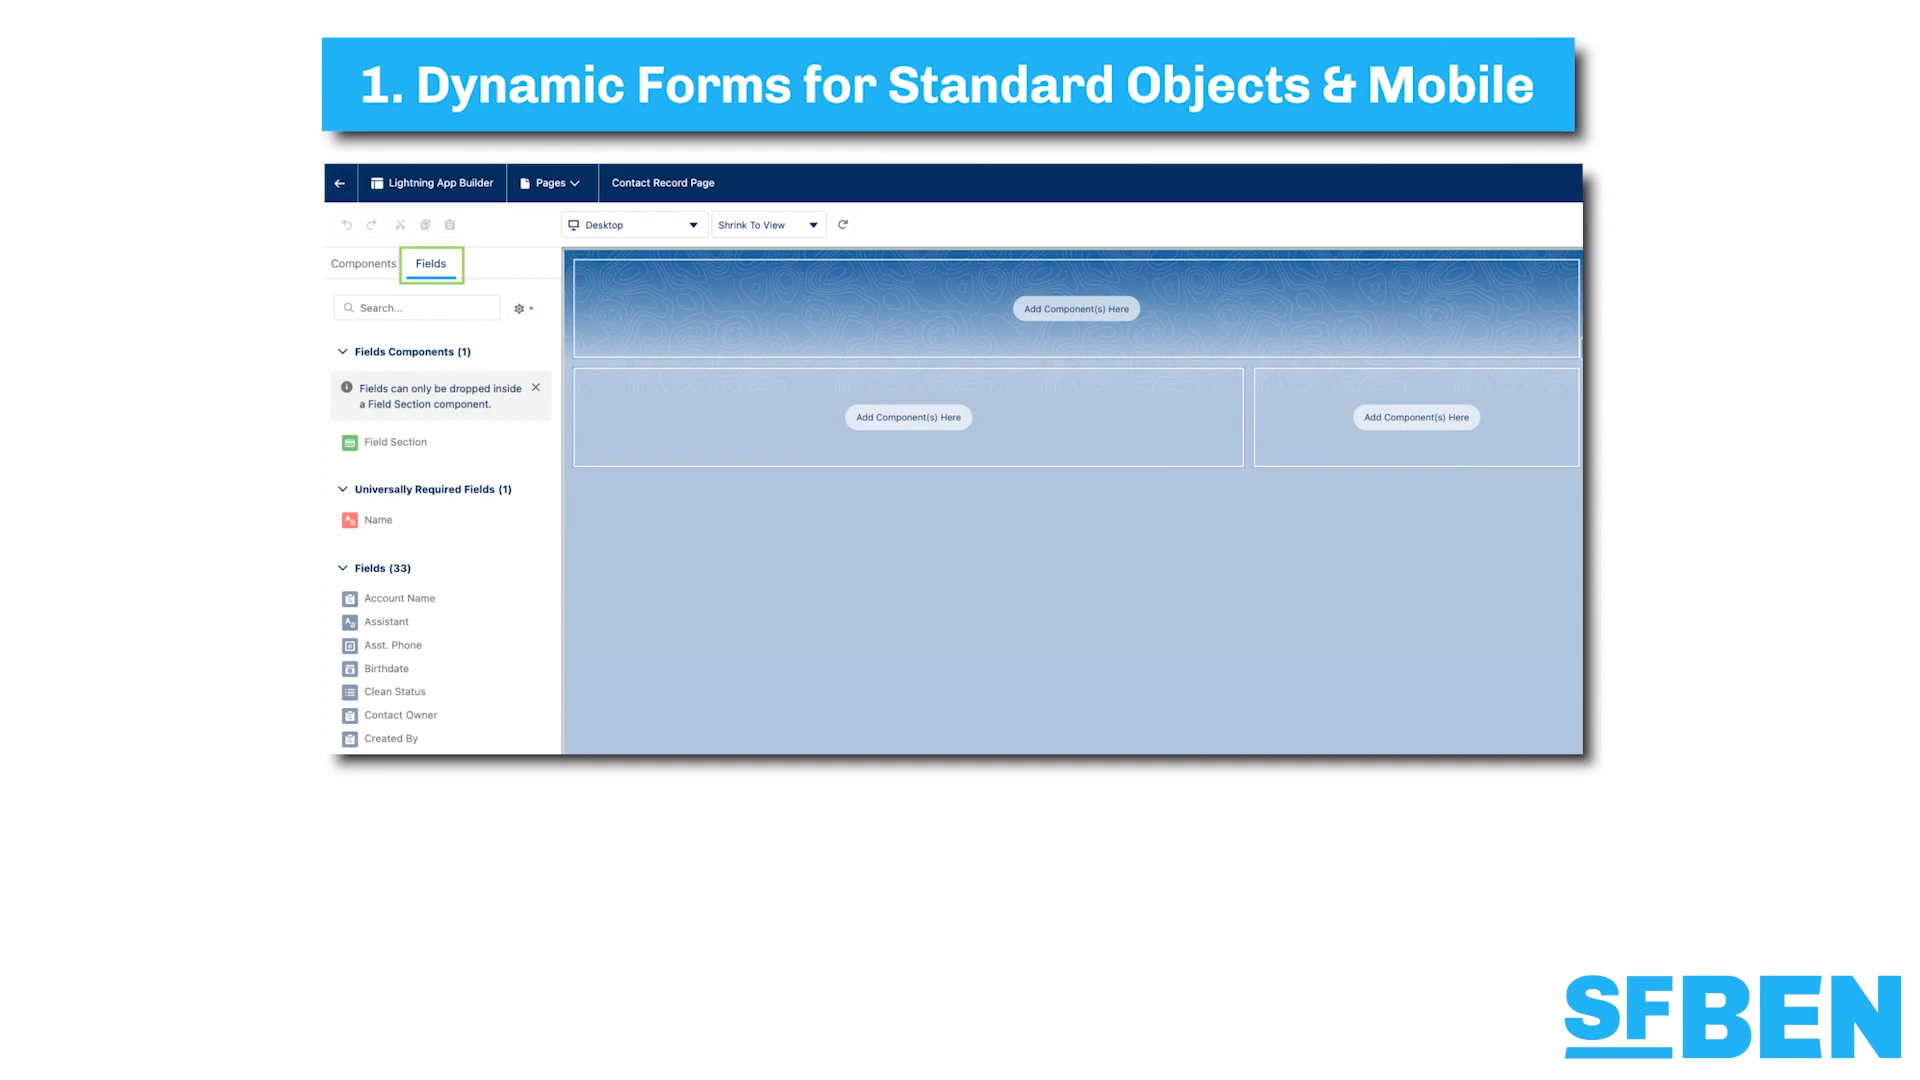 1. Dynamic Forms for Standard Objects & Mobile
Lightning App Builder
Pages
Contact Record Page
Desktop
Shrink To View
Components
Fields
Search...
Fields Components (1)
Fields can only be dropped inside
a Field Section component.
Field Section
Universally Required Fields (1)
Name
Fields (33)
Account Name
Assistant
Asst. Phone
Birthdate
Clean Status
Contact Owner
Created By
Add Component(s) Here
Add Component(s) Here
Add Component(s) Here
SFBEN